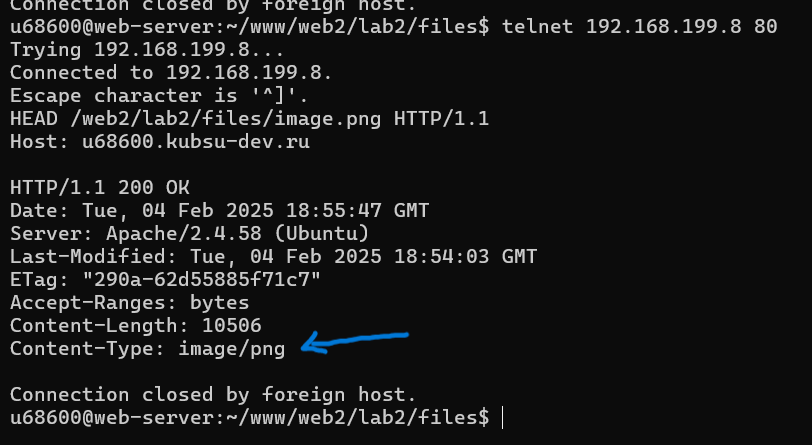 Connection closed by foreign host.
u68600@web-server:~/www/web2/lab2/files$ telnet 192.168.199.8 80
Trying 192.168.199.8...
Connected to 192.168.199.8.
Escape character is '^]'.
HEAD /web2/lab2/files/image.png HTTP/1.1
Host: u68600.kubsu-dev.ru
HTTP/1.1 200 OK
Date: Tue, 04 Feb 2025 18:55:47 GMT
Server: Apache/2.4.58 (Ubuntu)
Last-Modified: Tue, 04 Feb 2025 18:54:03 GMT
ETag: "290a-62d55885f71c7"
Accept-Ranges: bytes
Content-Length: 10506
Content-Type: image/png
Connection closed by foreign host.
u68600@web-server:~/www/web2/lab2/files$